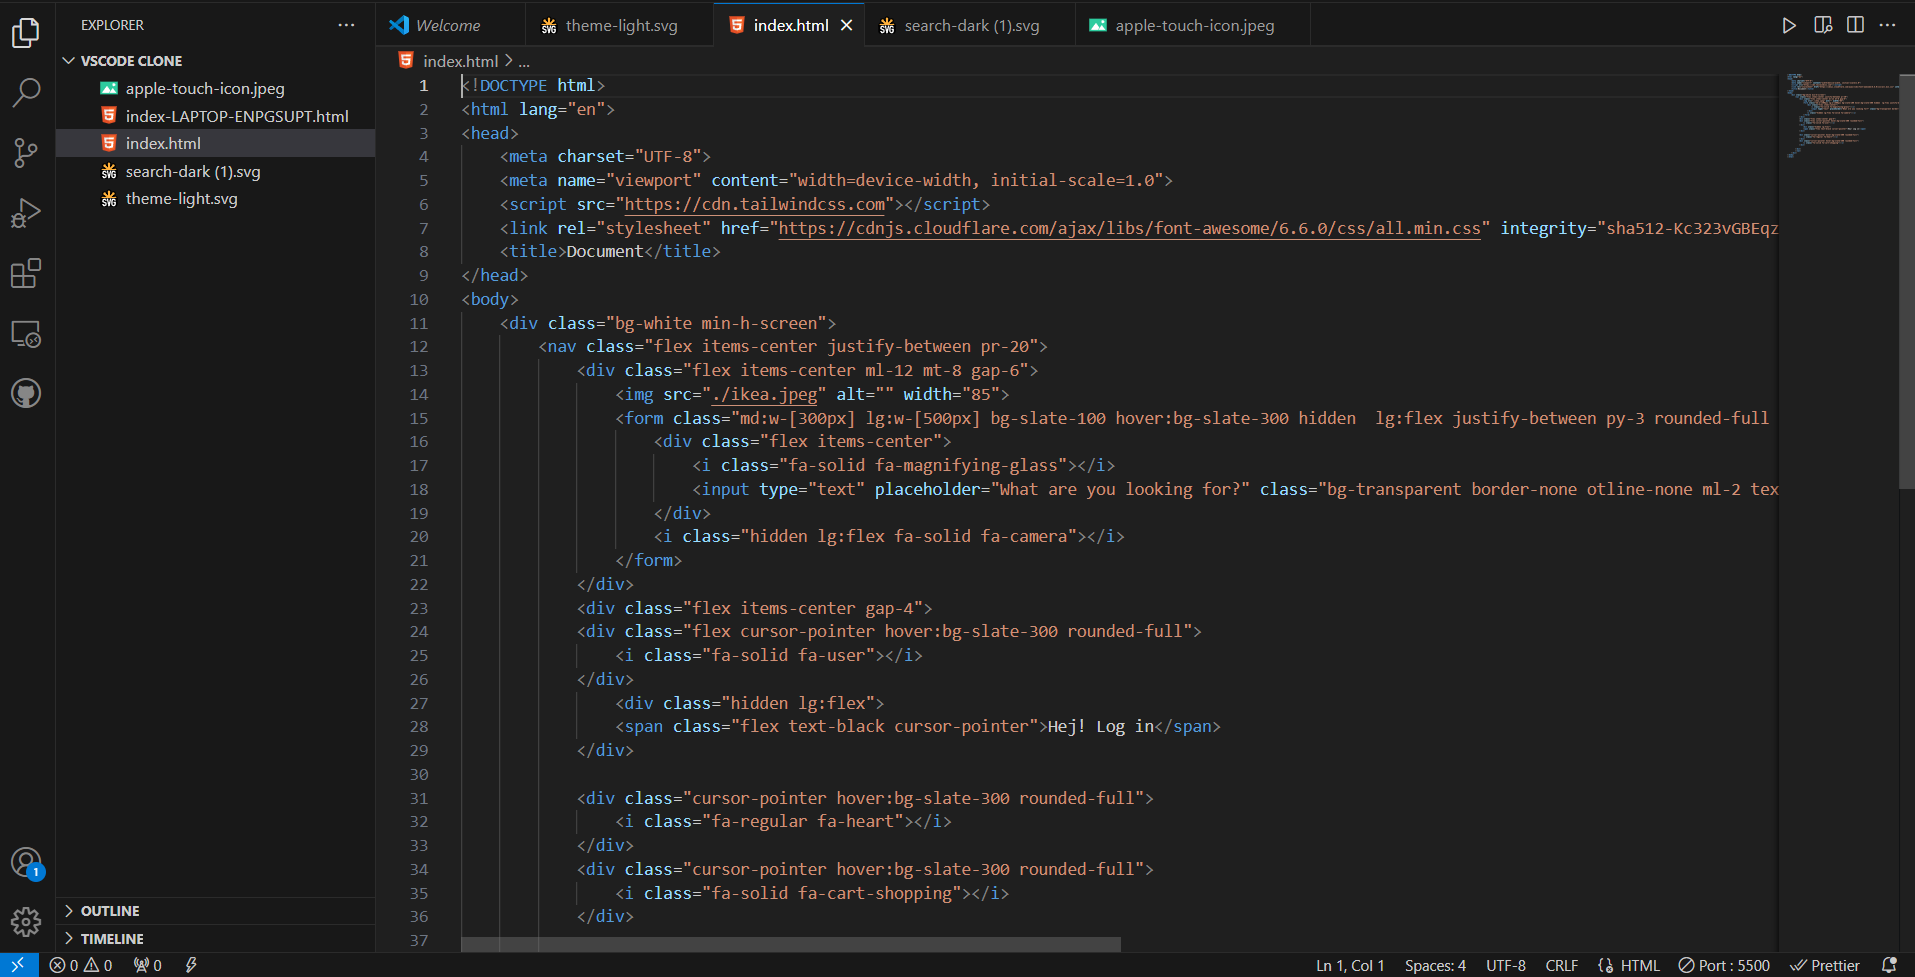 EXPLORER
VSCODE CLONE
apple-touch-icon.jpeg
index-LAPTOP-ENPGSUPT.html
index.html
search-dark (1).svg
theme-light.svg
OUTLINE
TIMELINE
1
Welcome
theme-light.svg
index.html
search-dark (1).svg
apple-touch-icon.jpeg
index.html > ...
1 <!DOCTYPE html>
2 <html lang="en">
3 <head>
4     <meta charset="UTF-8">
5     <meta name="viewport" content="width=device-width, initial-scale=1.0">
6     <script src="https://cdn.tailwindcss.com"></script>
7     <link rel="stylesheet" href="https://cdnjs.cloudflare.com/ajax/libs/font-awesome/6.6.0/css/all.min.css" integrity="sha512-Kc323vGBEqz
8     <title>Document</title>
9 </head>
10 <body>
11     <div class="bg-white min-h-screen">
12         <nav class="flex items-center justify-between pr-20">
13             <div class="flex items-center ml-12 mt-8 gap-6">
14                 <img src="./ikea.jpeg" alt="" width="85">
15                 <form class="md:w-[300px] lg:w-[500px] bg-slate-100 hover:bg-slate-300 hidden  lg:flex justify-between py-3 rounded-full
16                     <div class="flex items-center">
17                         <i class="fa-solid fa-magnifying-glass"></i>
18                         <input type="text" placeholder="What are you looking for?" class="bg-transparent border-none otline-none ml-2 tex
19                     </div>
20                     <i class="hidden lg:flex fa-solid fa-camera"></i>
21                 </form>
22             </div>
23             <div class="flex items-center gap-4">
24             <div class="flex cursor-pointer hover:bg-slate-300 rounded-full">
25                 <i class="fa-solid fa-user"></i>
26             </div>
27                 <div class="hidden lg:flex">
28                 <span class="flex text-black cursor-pointer">Hej! Log in</span>
29             </div>
30
31             <div class="cursor-pointer hover:bg-slate-300 rounded-full">
32                 <i class="fa-regular fa-heart"></i>
33             </div>
34             <div class="cursor-pointer hover:bg-slate-300 rounded-full">
35                 <i class="fa-solid fa-cart-shopping"></i>
36             </div>
37
0 0 0 Ln 1, Col 1 Spaces: 4 UTF-8 CRLF HTML Port : 5500 Prettier